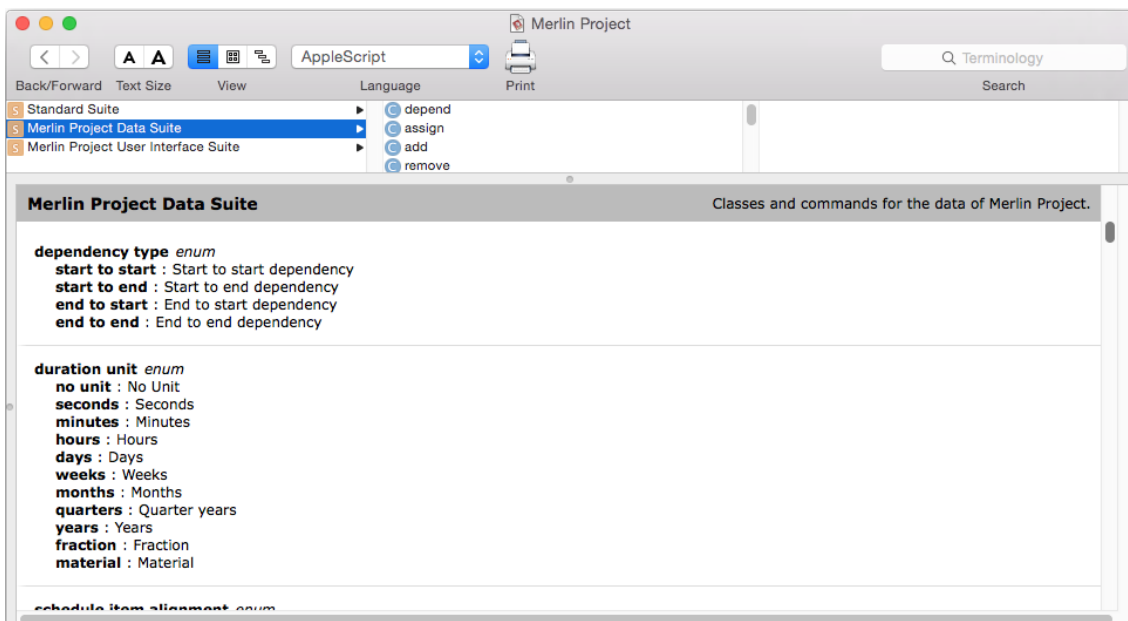 Merlin Project
A A
AppleScript
Terminology
Back/Forward Text Size View Language Print Search
S Standard Suite
S Merlin Project Data Suite
S Merlin Project User Interface Suite
C depend
C assign
C add
C remove
Merlin Project Data Suite Classes and commands for the data of Merlin Project.
dependency type enum
start to start : Start to start dependency
start to end : Start to end dependency
end to start : End to start dependency
end to end : End to end dependency
duration unit enum
no unit : No Unit
seconds : Seconds
minutes : Minutes
hours : Hours
days : Days
weeks : Weeks
months : Months
quarters : Quarter years
years : Years
fraction : Fraction
material : Material
schedule item alignment enum